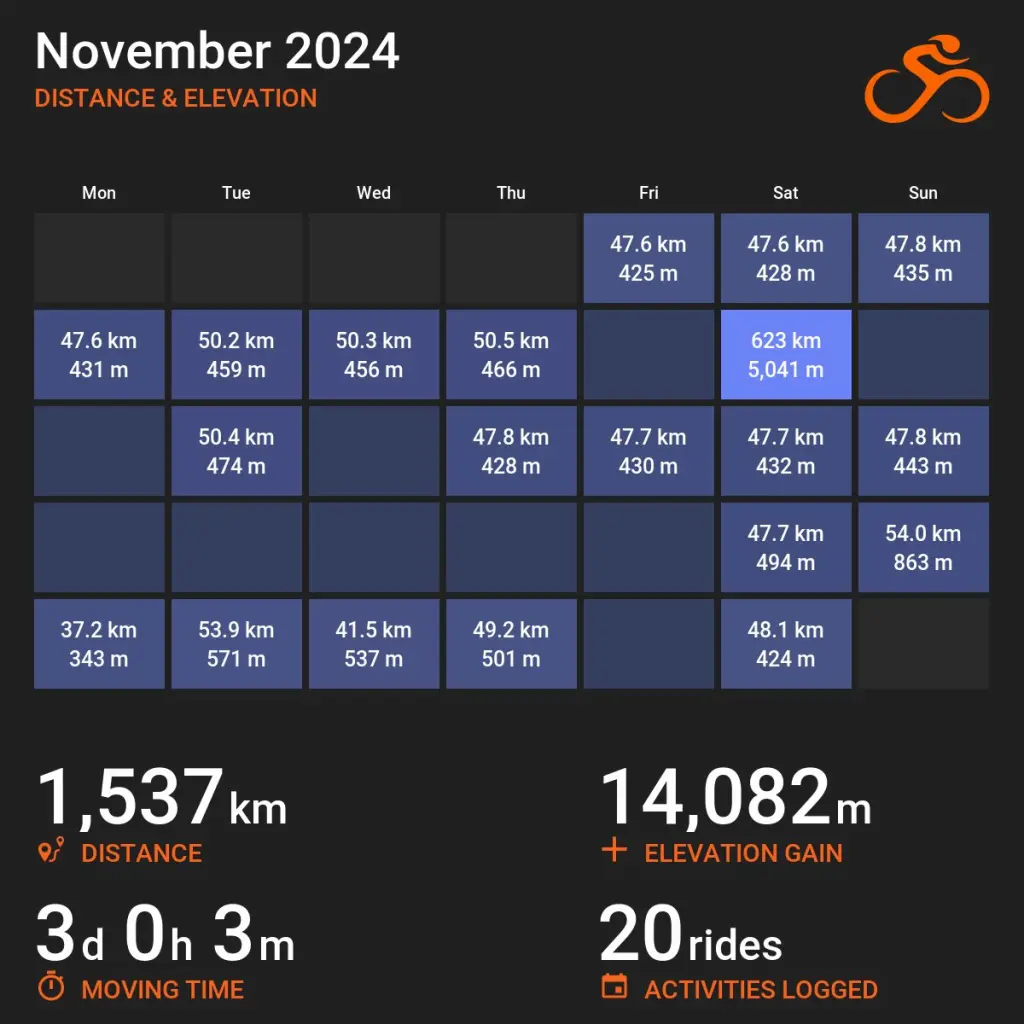 November 2024
DISTANCE & ELEVATION
Mon Tue Wed Thu Fri Sat Sun
47.6 km 47.6 km 47.8 km
425 m 428 m 435 m
47.6 km 50.2 km 50.3 km 50.5 km 623 km
431 m 459 m 456 m 466 m 5,041 m
50.4 km 47.8 km 47.7 km 47.7 km 47.8 km
474 m 428 m 430 m 432 m 443 m
47.7 km 54.0 km
494 m 863 m
37.2 km 53.9 km 41.5 km 49.2 km 48.1 km
343 m 571 m 537 m 501 m 424 m
1,537 km 14,082 m
DISTANCE ELEVATION GAIN
3d 0h 3m 20 rides
MOVING TIME ACTIVITIES LOGGED